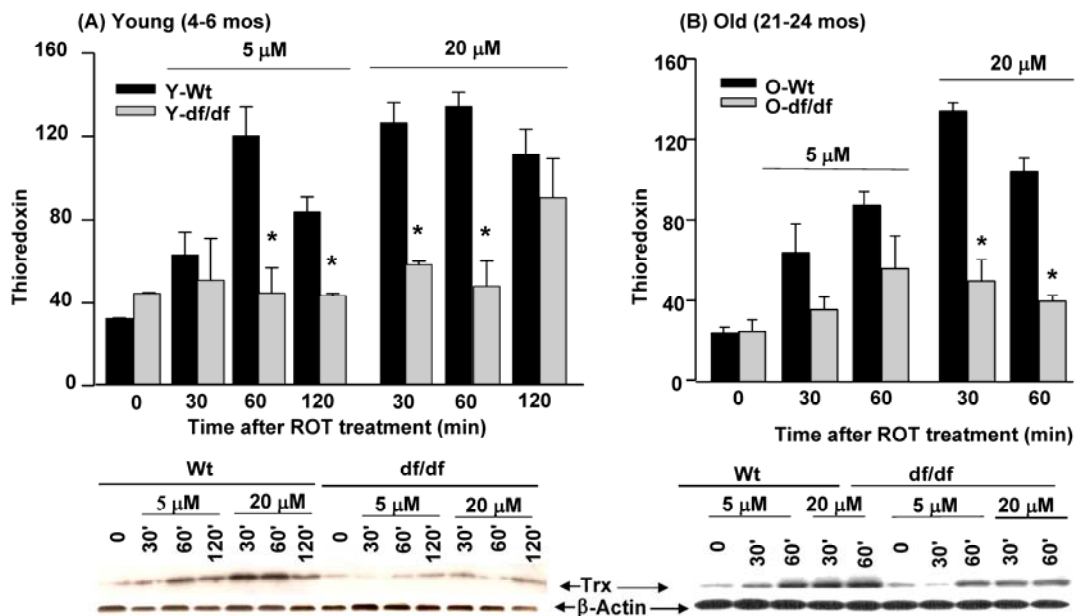 (A) Young (4-6 mos)
5 μM
20 μM
Y-Wt
Y-df/df
Thioredoxin
160
120
80
40
0
* * * *
0 30 60 120 30 60 120
Time after ROT treatment (min)
Wt df/df
5 μM 20 μM 5 μM 20 μM
0 30' 60' 120' 30' 60' 120' 0 30' 60' 120' 30' 60' 120'
(B) Old (21-24 mos)
20 μM
O-Wt
O-df/df
5 μM
Thioredoxin
160
120
80
40
0
* *
0 30 60 30 60
Time after ROT treatment (min)
Wt df/df
5 μM 20 μM 5 μM 20 μM
0 30' 60' 30' 60' 0 30' 60' 30' 60'
←Trx→
←β-Actin→